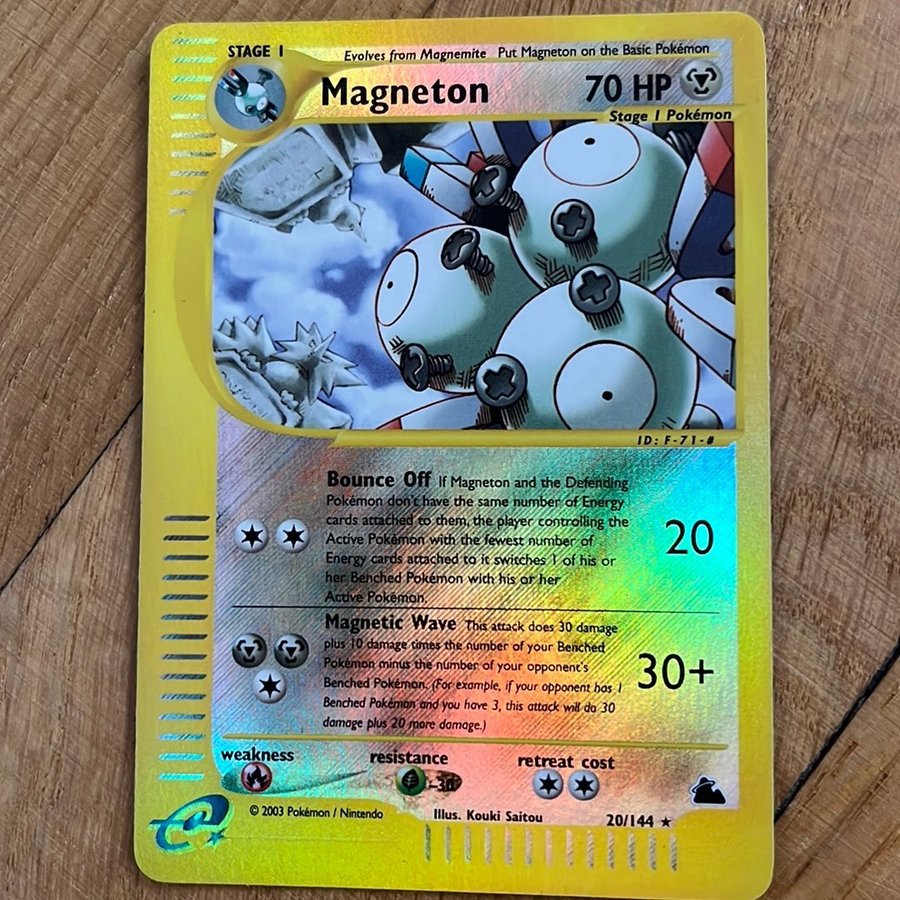 STAGE 1
Evolves from Magnemite Put Magneton on the Basic Pokémon
Magneton 70 HP
Stage 1 Pokémon
ID: F-71-#
Bounce Off If Magneton and the Defending
Pokémon don't have the same number of Energy
cards attached to them, the player controlling the
Active Pokémon with the fewest number of
Energy cards attached to it switches 1 of his or
her Benched Pokémon with his or her
Active Pokémon.
20
Magnetic Wave This attack does 30 damage
plus 10 damage times the number of your Benched
Pokémon minus the number of your opponent's
Benched Pokémon. (For example, if your opponent has 1
Benched Pokémon and you have 3, this attack will do 30
damage plus 20 more damage.)
30+
weakness resistance retreat cost
-30
e
© 2003 Pokémon / Nintendo Illus. Kouki Saitou 20/144 ★